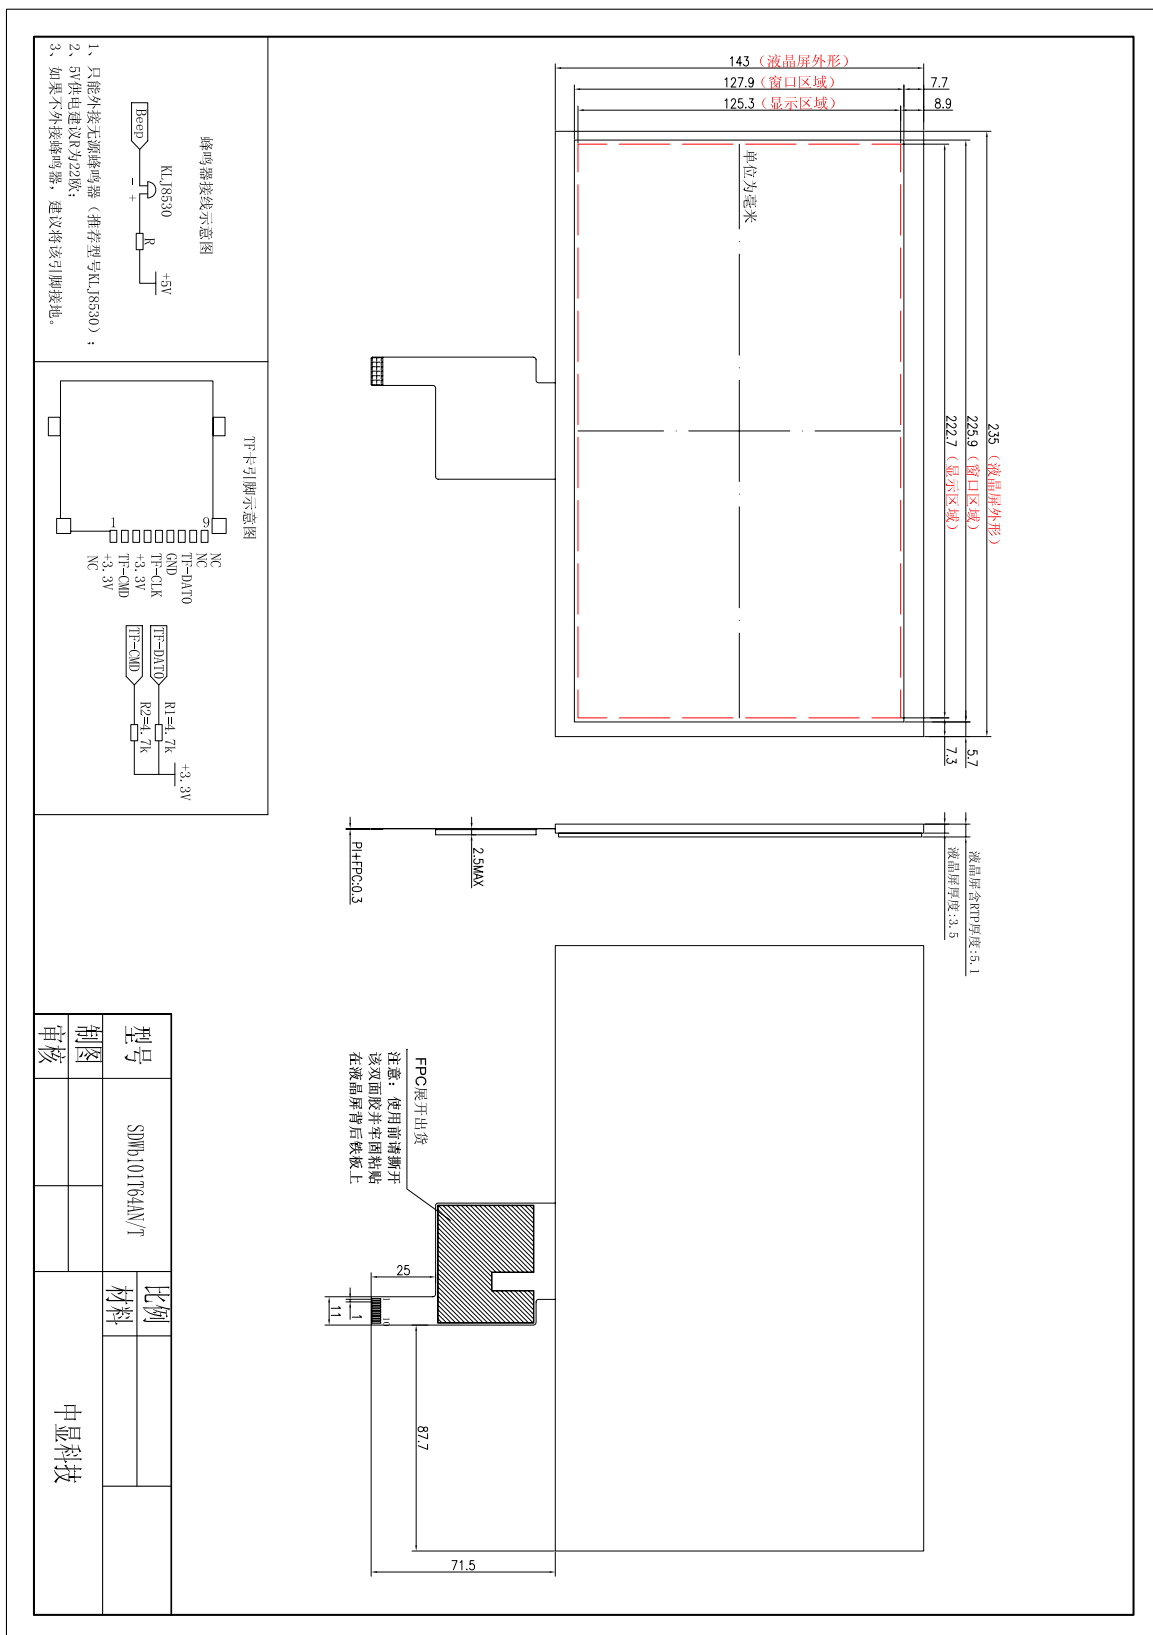 143 (液晶屏外形)
127.9 (窗口区域)
125.3 (显示区域)
7.7
8.9
235 (液晶屏外形)
225.9 (窗口区域)
222.7 (显示区域)
5.7
7.3
单位为毫米
液晶屏含RTP厚度:5.1
液晶屏厚度:3.5
2.5MAX
PI+FPC:0.3
FPC展开出货
注意：使用前请撕开
该双面胶并牢固粘贴
在液晶屏背后铁板上
25
11
1
1
10
87.7
71.5
蜂鸣器接线示意图
Beep
KLJ8530
- +
R
+5V
1、只能外接无源蜂鸣器（推荐型号KLJ8530）;
2、5V供电建议R为22欧;
3、如果不外接蜂鸣器，建议将该引脚接地。
TF卡引脚示意图
9
1
NC
NC
TF-DAT0
GND
TF-CLK
+3.3V
TF-CMD
+3.3V
NC
TF-DAT0
TF-CMD
R1=4.7k
R2=4.7k
+3.3V
型号
SDWb101T64AN/T
比例
材料
制图
审核
中显科技